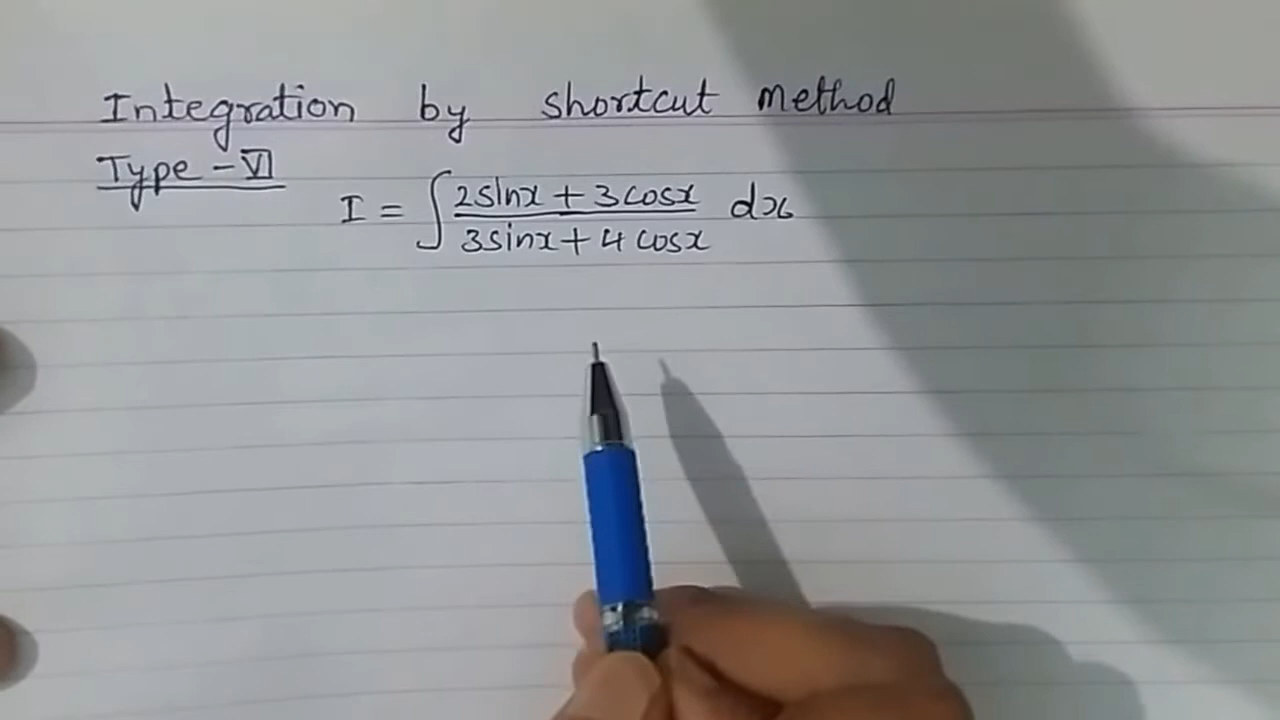 Integration by shortcut method
Type - VI
I = ∫ (2sinx + 3cosx)/(3sinx + 4cosx) dx